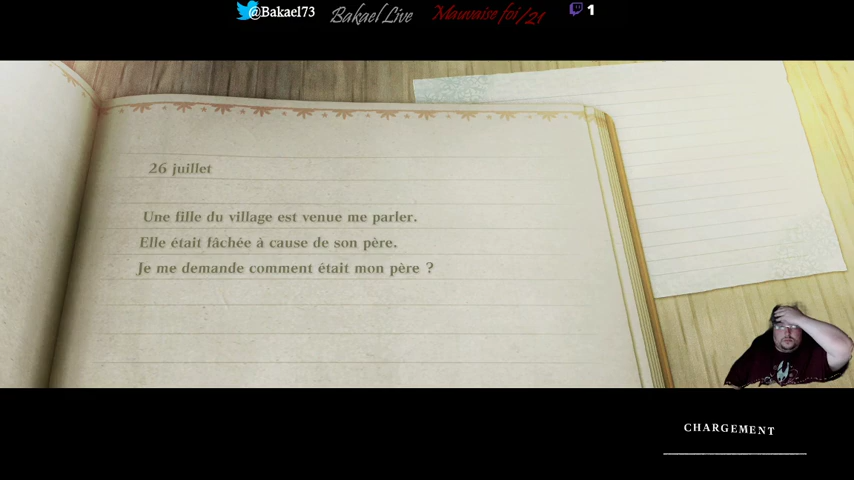 @Bakael73
Bakael Live
Mauvaise foi /21
1
26 juillet
Une fille du village est venue me parler.
Elle était fâchée à cause de son père.
Je me demande comment était mon père ?
CHARGEMENT